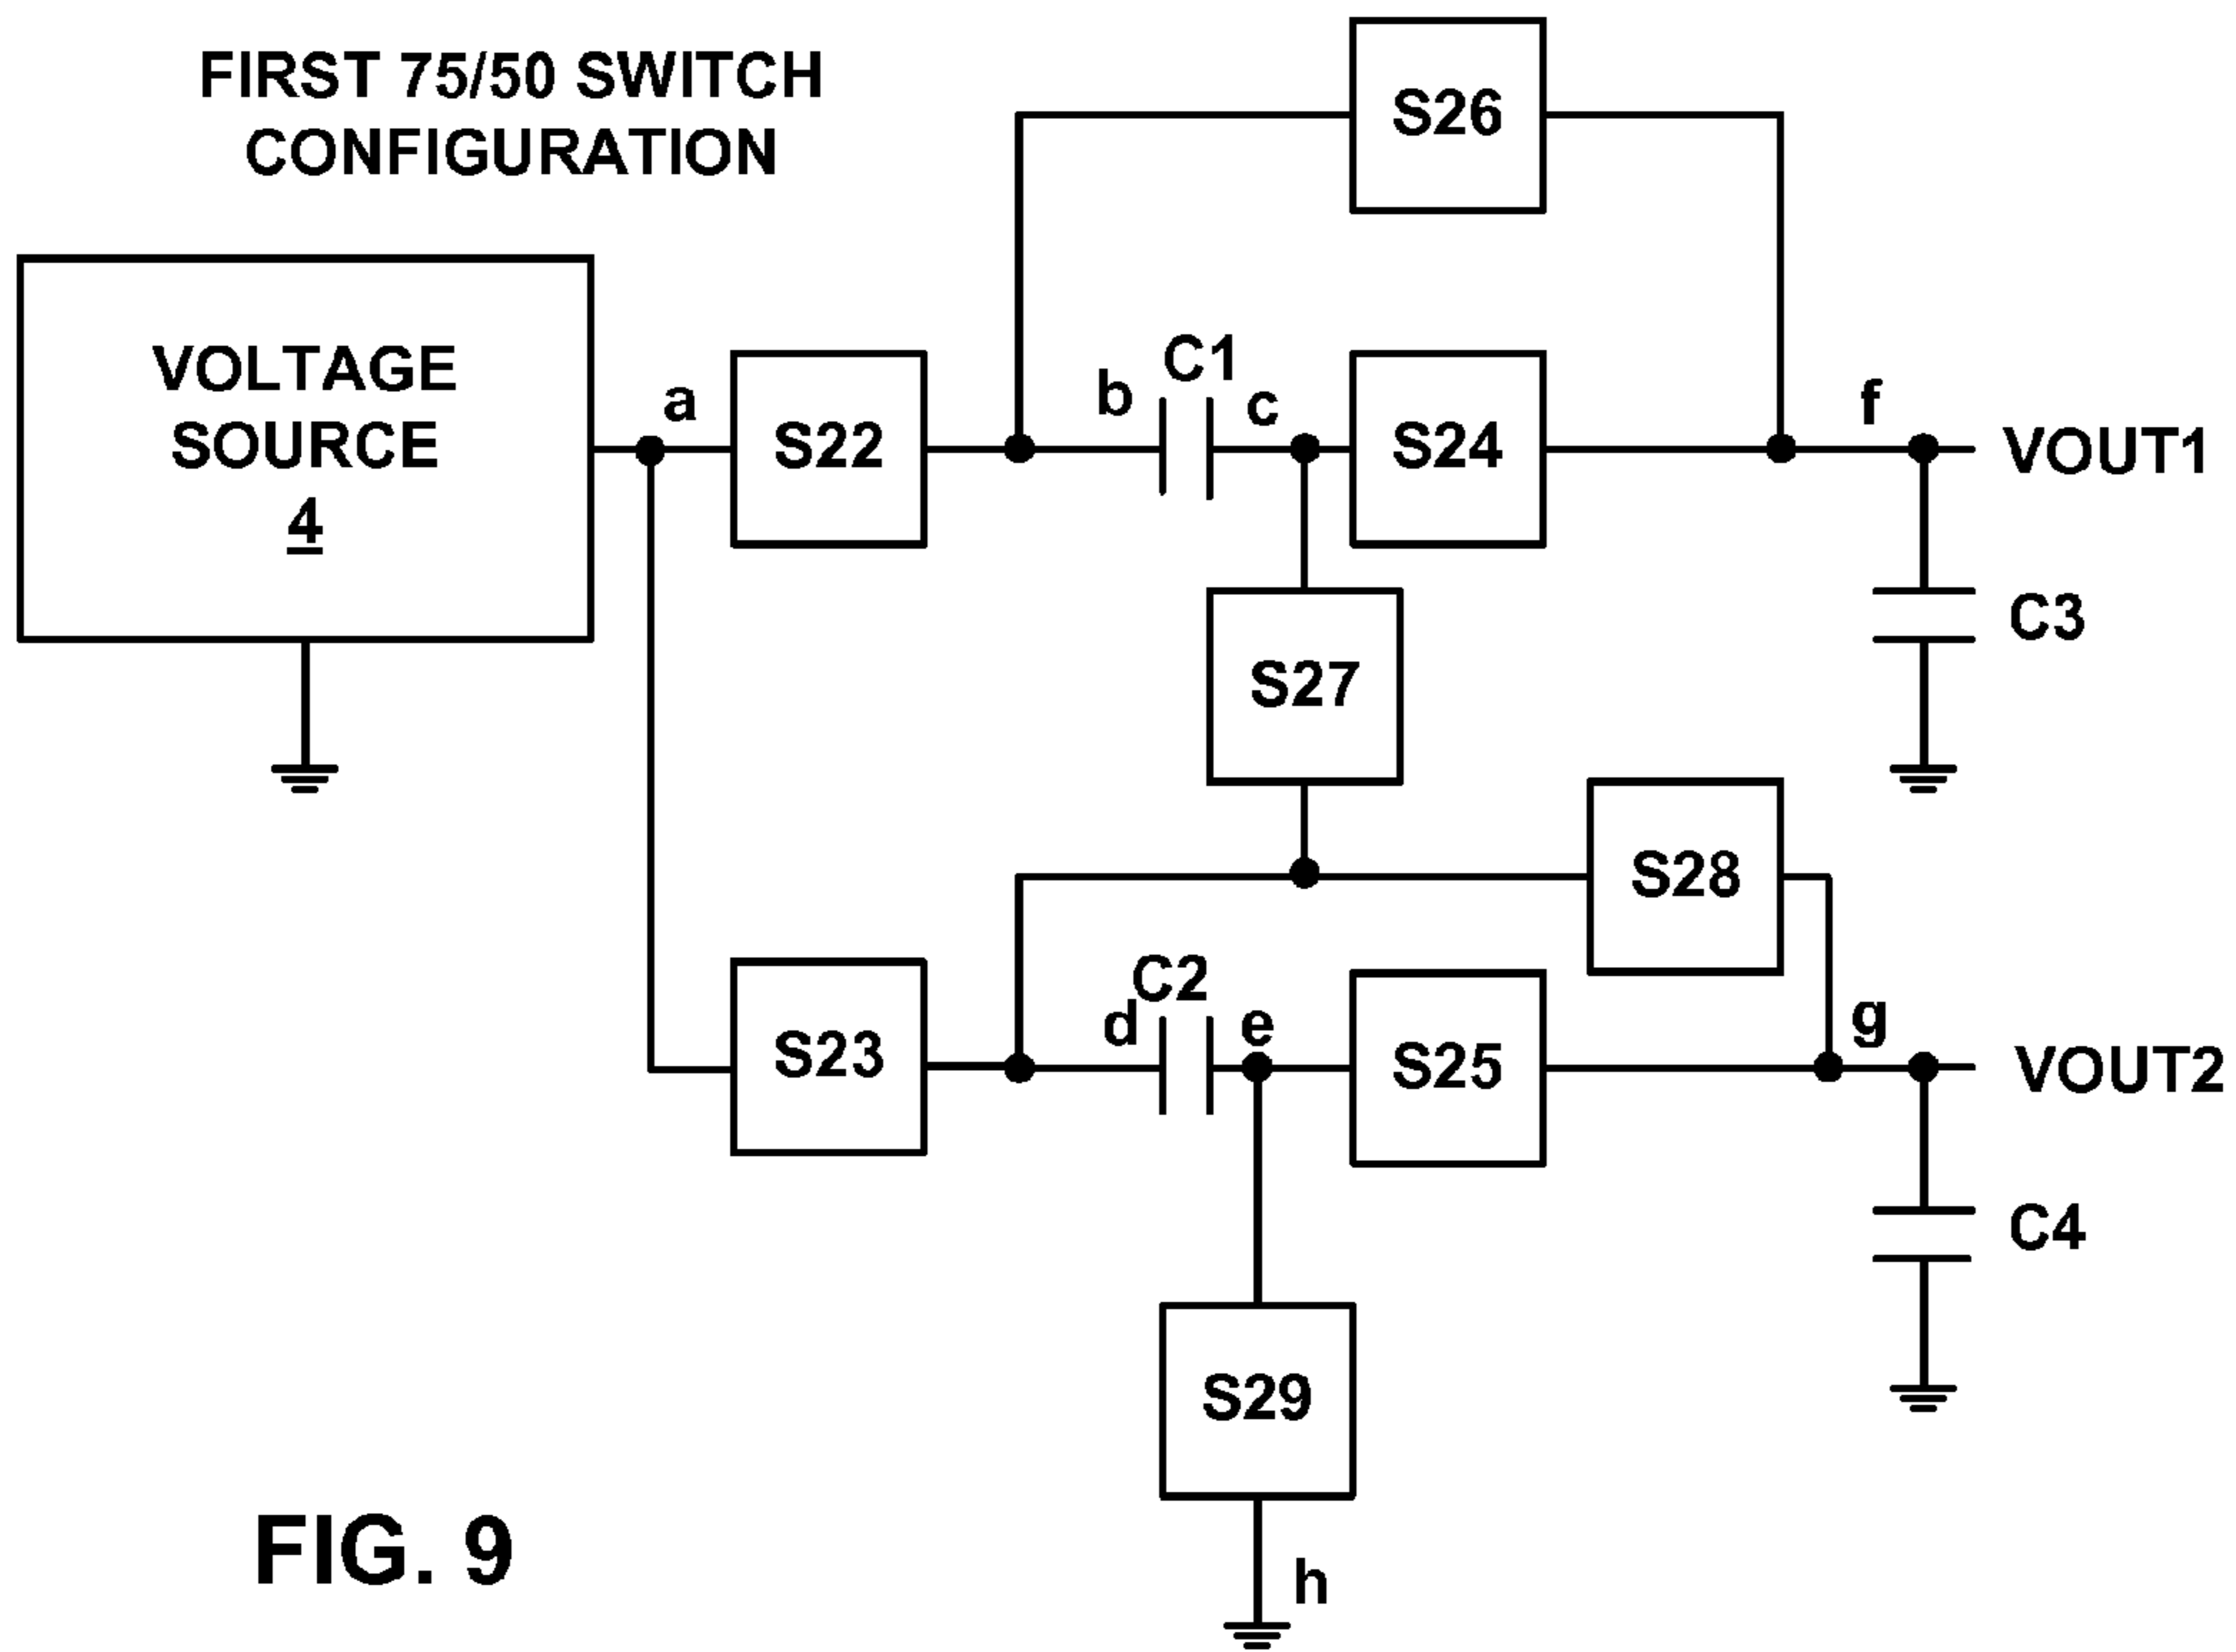 FIRST 75/50 SWITCH
CONFIGURATION
S26
VOLTAGE
SOURCE
4
a
S22
b
C1
c
S24
f
VOUT1
C3
S27
S28
S23
d
C2
e
S25
g
VOUT2
C4
S29
h
FIG. 9